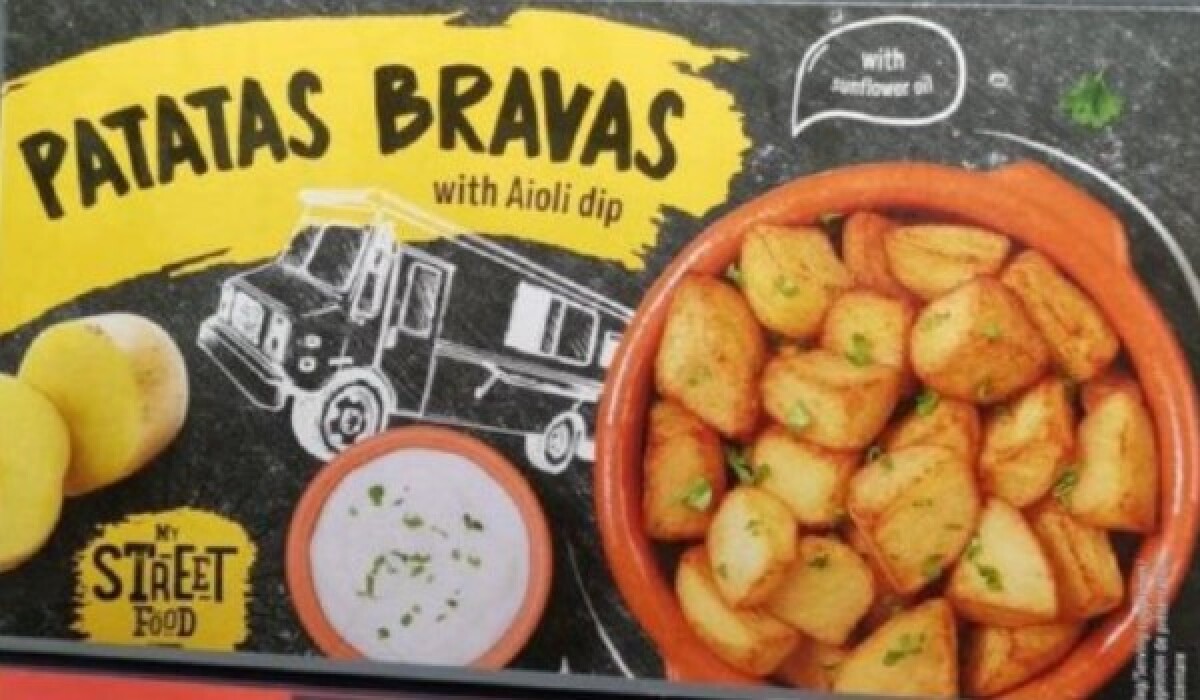 PATATAS BRAVAS
with Aioli dip
with
sunflower oil
MY
STREET
FOOD